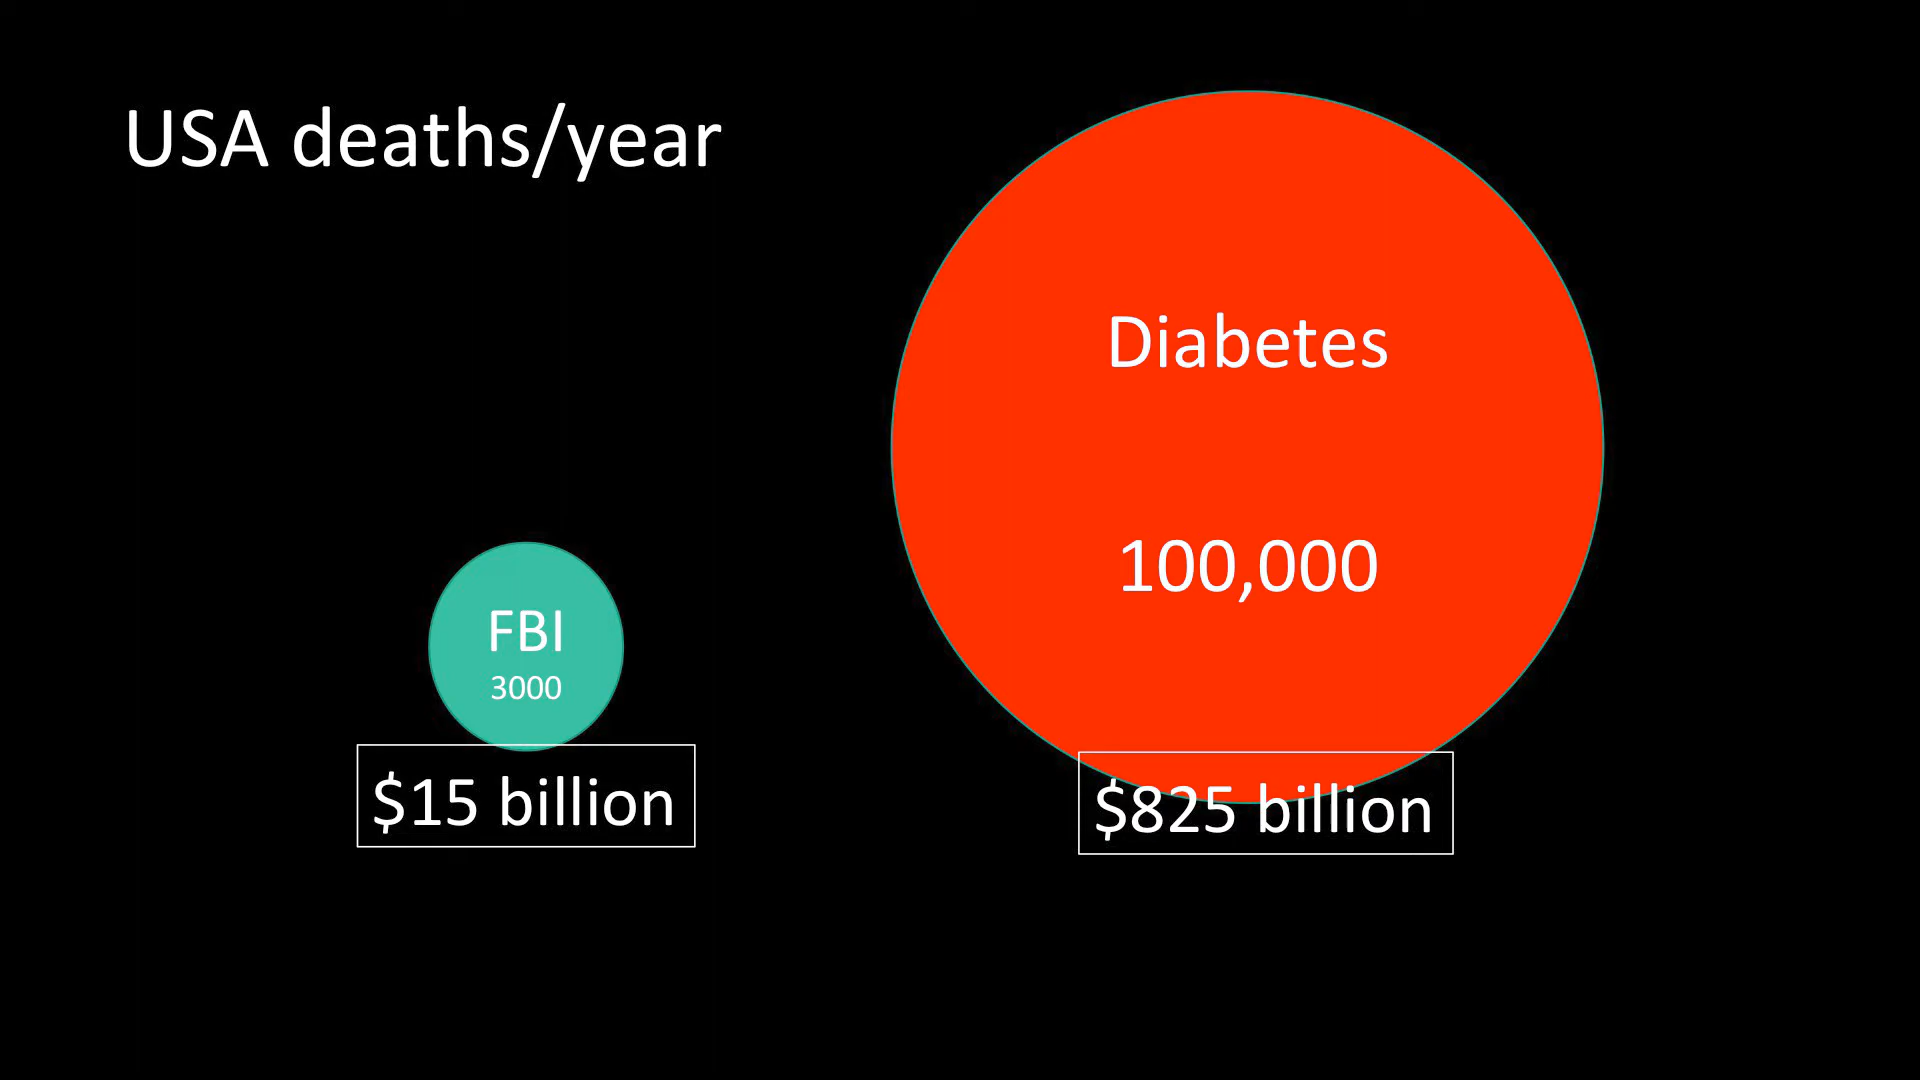 USA deaths/year
FBI
3000
$15 billion
Diabetes
100,000
$825 billion